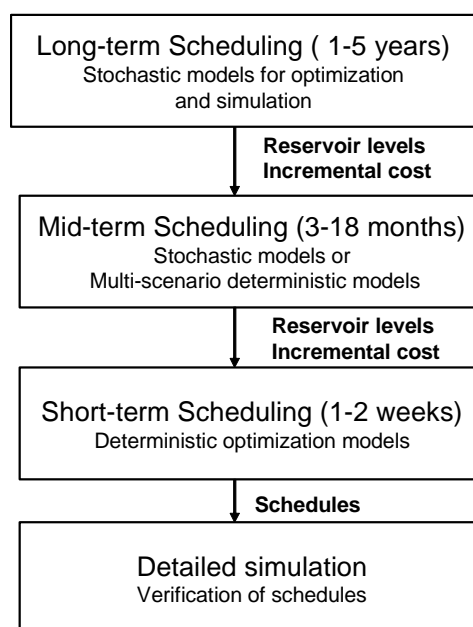 Long-term Scheduling ( 1-5 years)
Stochastic models for optimization
and simulation
Reservoir levels
Incremental cost
Mid-term Scheduling (3-18 months)
Stochastic models or
Multi-scenario deterministic models
Reservoir levels
Incremental cost
Short-term Scheduling (1-2 weeks)
Deterministic optimization models
Schedules
Detailed simulation
Verification of schedules